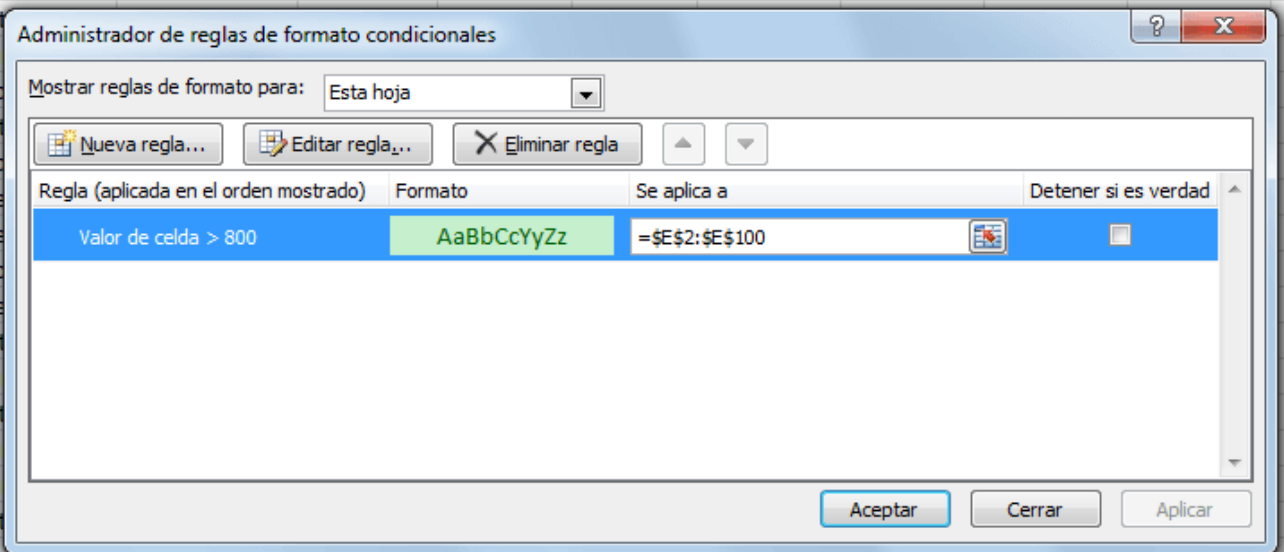 Administrador de reglas de formato condicionales
?
X
Mostrar reglas de formato para: Esta hoja
Nueva regla... Editar regla... Eliminar regla
Regla (aplicada en el orden mostrado) Formato Se aplica a Detener si es verdad
Valor de celda > 800 AaBbCcYyZz =$E$2:$E$100
Aceptar Cerrar Aplicar